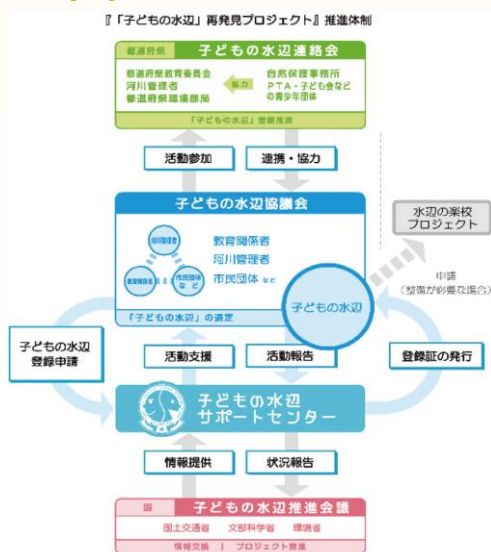 『「子どもの水辺」再発見プロジェクト』推進体制
都道府県 子どもの水辺連絡会
都道府県教育委員会
河川管理者
都道府県環境部局
協力
自然保護事務所
PTA・子ども会など
の青少年団体
「子どもの水辺」登録推進
活動参加
連携・協力
子どもの水辺協議会
河川管理者
教育関係者
市民団体
など
教育関係者
河川管理者
市民団体 など
子どもの水辺
「子どもの水辺」の選定
水辺の楽校
プロジェクト
申請
(整備が必要な場合)
子どもの水辺
登録申請
活動支援
活動報告
登録証の発行
子どもの水辺
サポートセンター
情報提供
状況報告
国 子どもの水辺推進会議
国土交通省 文部科学省 環境省
情報交換 | プロジェクト推進